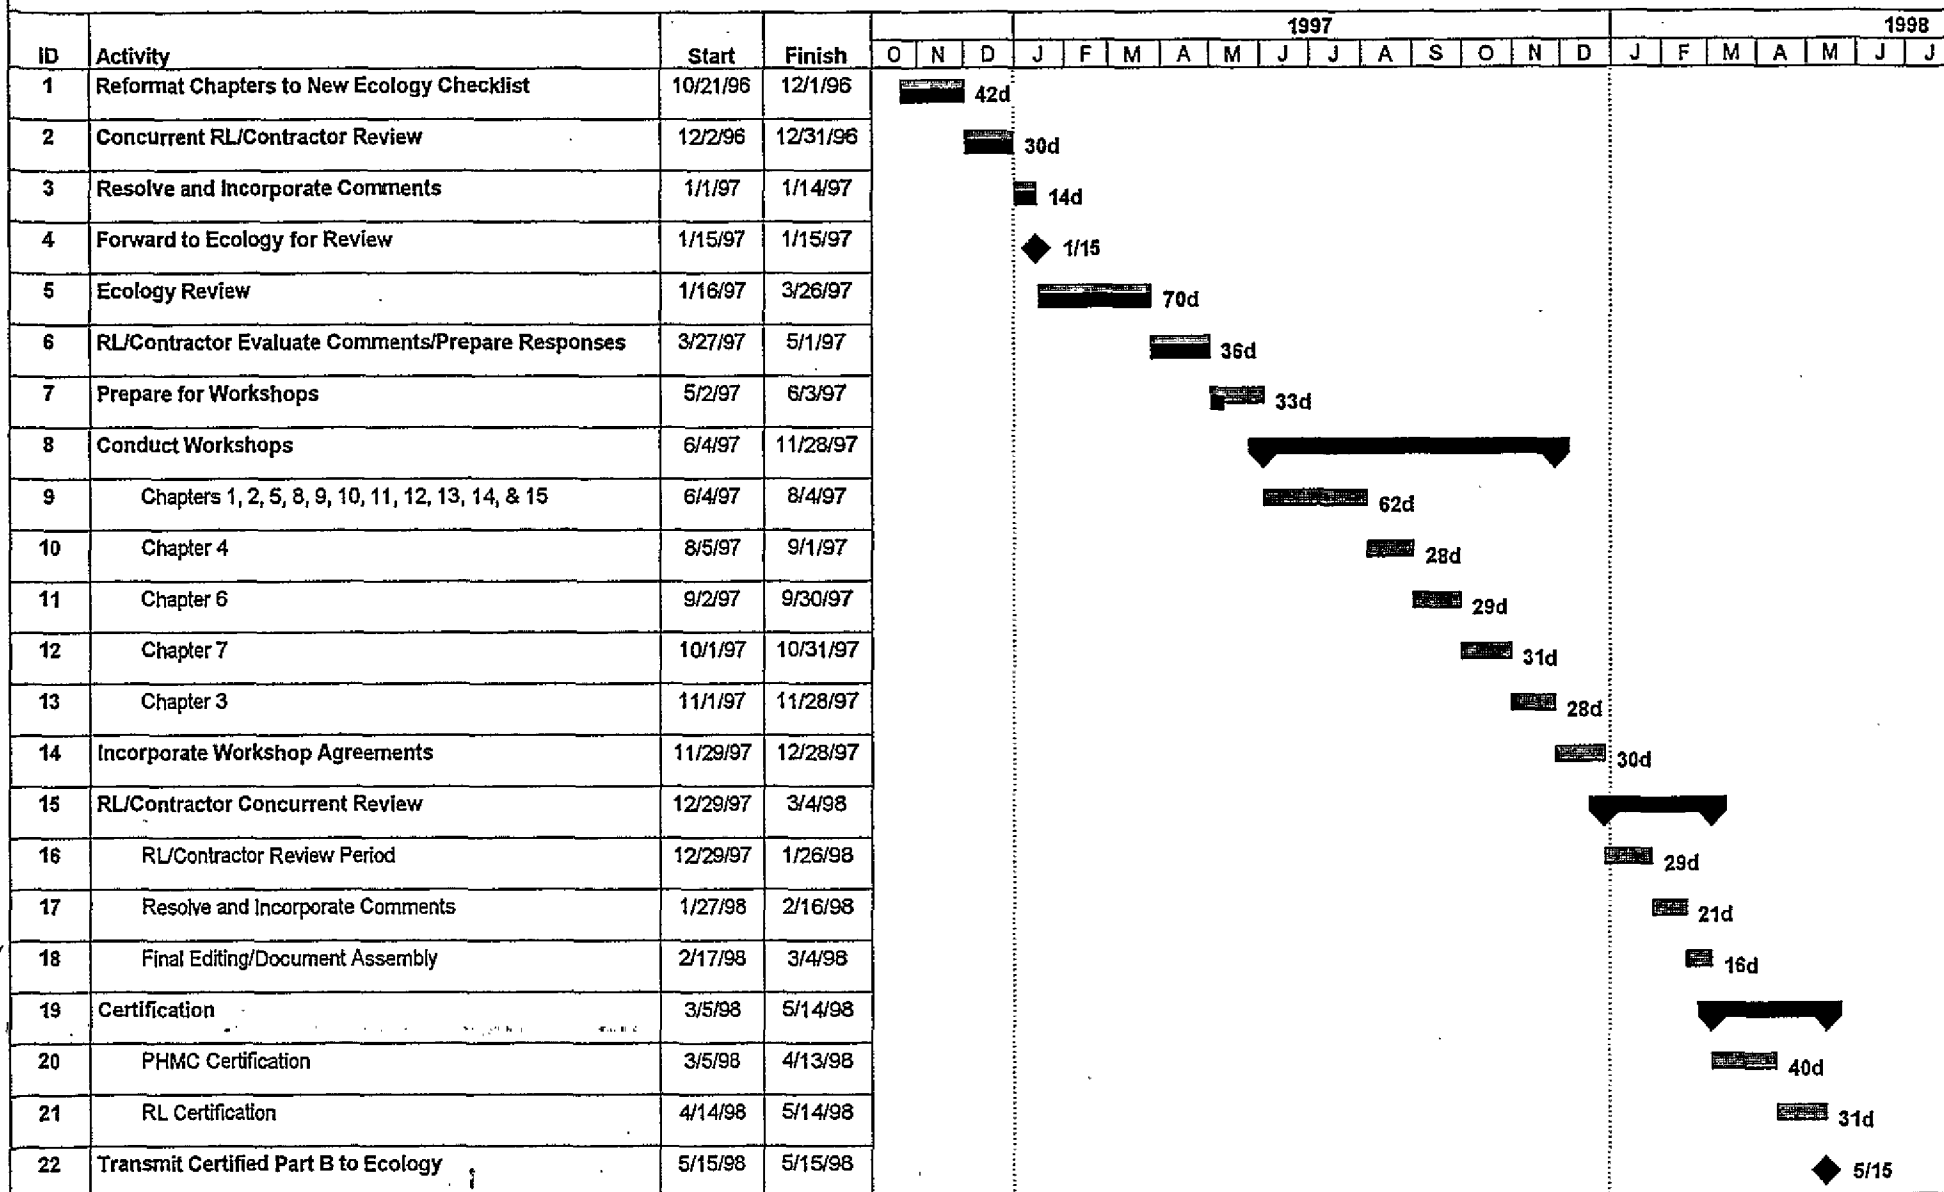 1997 1998
ID Activity Start Finish O N D J F M A M J J A S O N D J F M A M J J
1 Reformat Chapters to New Ecology Checklist 10/21/96 12/1/96 42d
2 Concurrent RL/Contractor Review 12/2/96 12/31/96 30d
3 Resolve and Incorporate Comments 1/1/97 1/14/97 14d
4 Forward to Ecology for Review 1/15/97 1/15/97 1/15
5 Ecology Review 1/16/97 3/26/97 70d
6 RL/Contractor Evaluate Comments/Prepare Responses 3/27/97 5/1/97 36d
7 Prepare for Workshops 5/2/97 6/3/97 33d
8 Conduct Workshops 6/4/97 11/28/97
9 Chapters 1, 2, 5, 8, 9, 10, 11, 12, 13, 14, & 15 6/4/97 8/4/97 62d
10 Chapter 4 8/5/97 9/1/97 28d
11 Chapter 6 9/2/97 9/30/97 29d
12 Chapter 7 10/1/97 10/31/97 31d
13 Chapter 3 11/1/97 11/28/97 28d
14 Incorporate Workshop Agreements 11/29/97 12/28/97 30d
15 RL/Contractor Concurrent Review 12/29/97 3/4/98
16 RL/Contractor Review Period 12/29/97 1/26/98 29d
17 Resolve and Incorporate Comments 1/27/98 2/16/98 21d
18 Final Editing/Document Assembly 2/17/98 3/4/98 16d
19 Certification 3/5/98 5/14/98
20 PHMC Certification 3/5/98 4/13/98 40d
21 RL Certification 4/14/98 5/14/98 31d
22 Transmit Certified Part B to Ecology 5/15/98 5/15/98 5/15